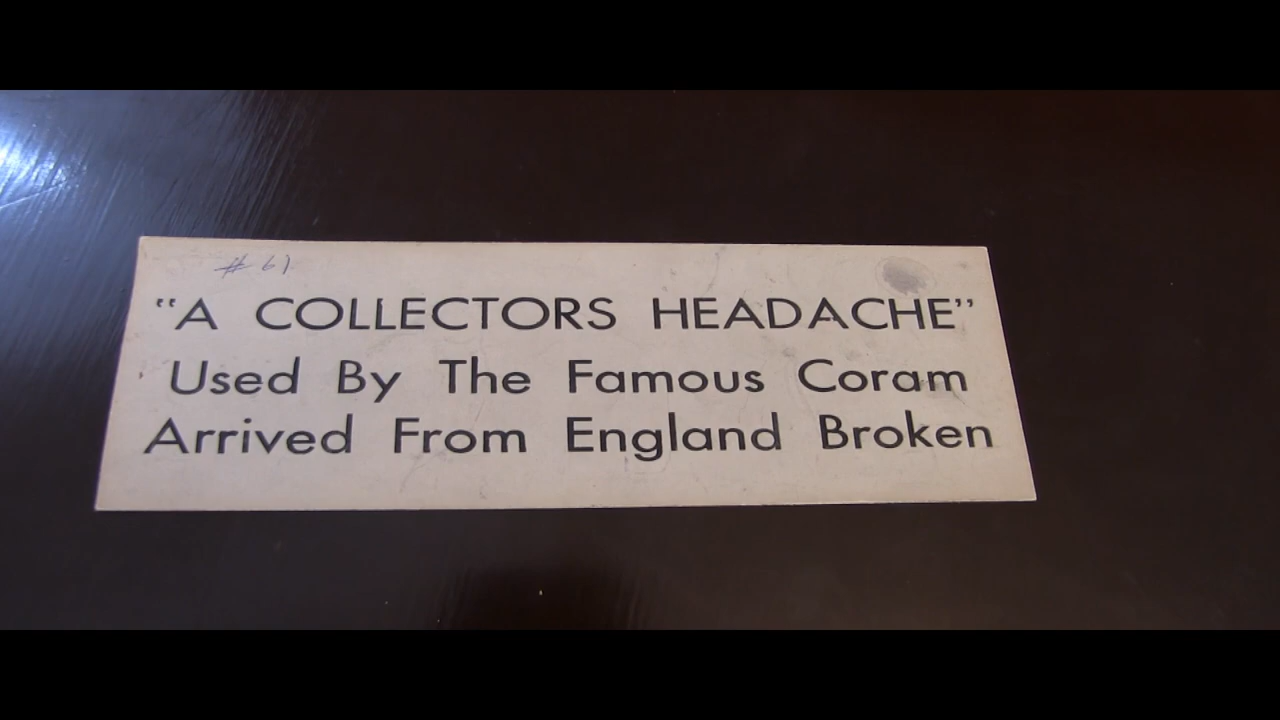 # 61
“A COLLECTORS HEADACHE”
Used By The Famous Coram
Arrived From England Broken